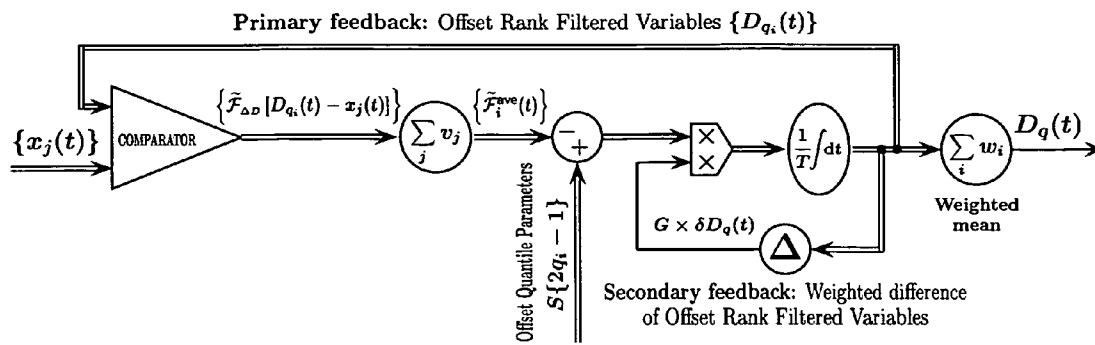 Primary feedback: Offset Rank Filtered Variables {D_{q_i}(t)}
{x_j(t)}
COMPARATOR
{F̃_{ΔD} [D_{q_i}(t) − x_j(t)]}
∑_j v_j
{F̃_i^{ave}(t)}
− +
Offset Quantile Parameters
S{2q_i − 1}
×
×
1/T ∫dt
G × δD_q(t)
Δ
∑_i w_i
D_q(t)
Weighted
mean
Secondary feedback: Weighted difference
of Offset Rank Filtered Variables